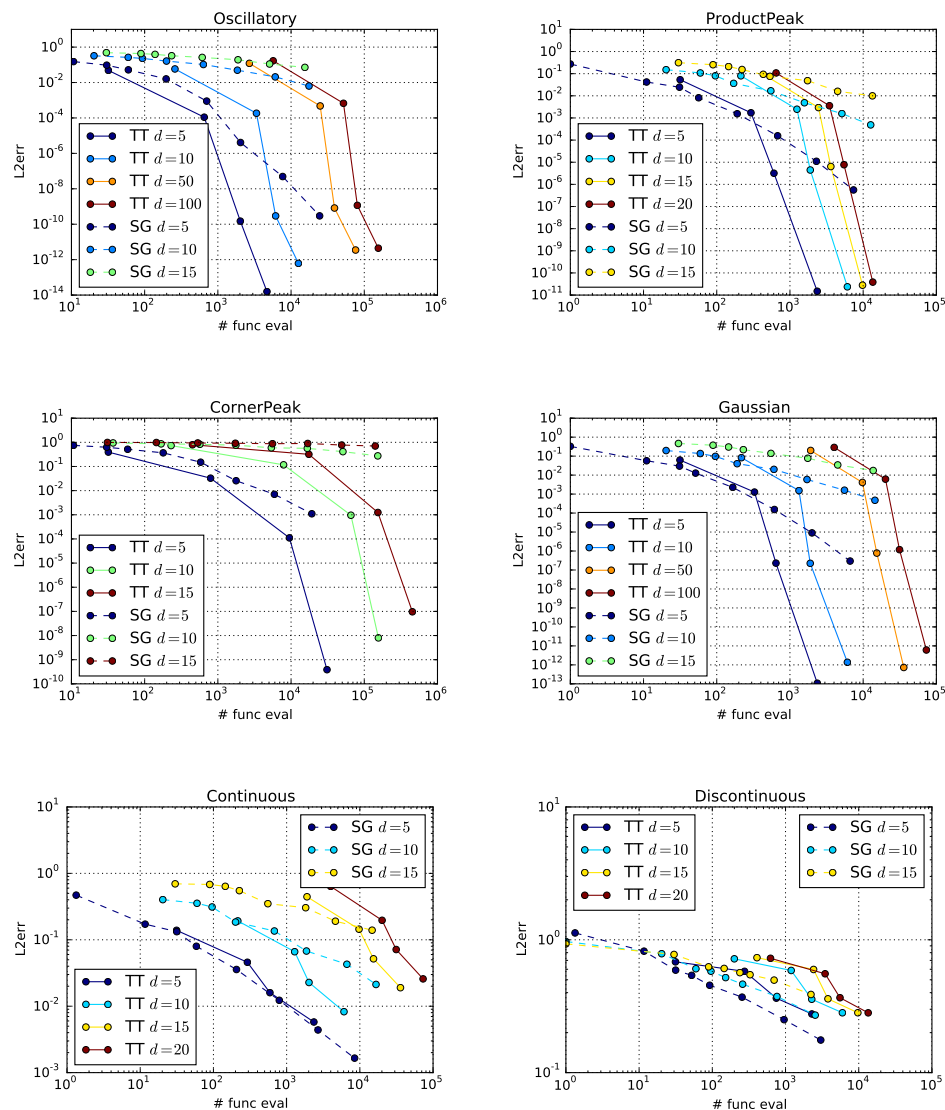 Oscillatory
10^1
10^0
10^-2
10^-4
10^-6
10^-8
10^-10
10^-12
10^-14
L2err
TT d=5
TT d=10
TT d=50
TT d=100
SG d=5
SG d=10
SG d=15
10^1 10^2 10^3 10^4 10^5 10^6
# func eval
ProductPeak
10^1
10^0
10^-1
10^-2
10^-3
10^-4
10^-5
10^-6
10^-7
10^-8
10^-9
10^-10
10^-11
L2err
TT d=5
TT d=10
TT d=15
TT d=20
SG d=5
SG d=10
SG d=15
10^0 10^1 10^2 10^3 10^4 10^5
# func eval
CornerPeak
10^1
10^0
10^-1
10^-2
10^-3
10^-4
10^-5
10^-6
10^-7
10^-8
10^-9
10^-10
L2err
TT d=5
TT d=10
TT d=15
SG d=5
SG d=10
SG d=15
10^1 10^2 10^3 10^4 10^5 10^6
# func eval
Gaussian
10^1
10^0
10^-1
10^-2
10^-3
10^-4
10^-5
10^-6
10^-7
10^-8
10^-9
10^-10
10^-11
10^-12
10^-13
L2err
TT d=5
TT d=10
TT d=50
TT d=100
SG d=5
SG d=10
SG d=15
10^0 10^1 10^2 10^3 10^4 10^5
# func eval
Continuous
10^1
10^0
10^-1
10^-2
10^-3
L2err
SG d=5
SG d=10
SG d=15
TT d=5
TT d=10
TT d=15
TT d=20
10^0 10^1 10^2 10^3 10^4 10^5
# func eval
Discontinuous
10^1
10^0
10^-1
L2err
TT d=5
TT d=10
TT d=15
TT d=20
SG d=5
SG d=10
SG d=15
10^0 10^1 10^2 10^3 10^4 10^5
# func eval